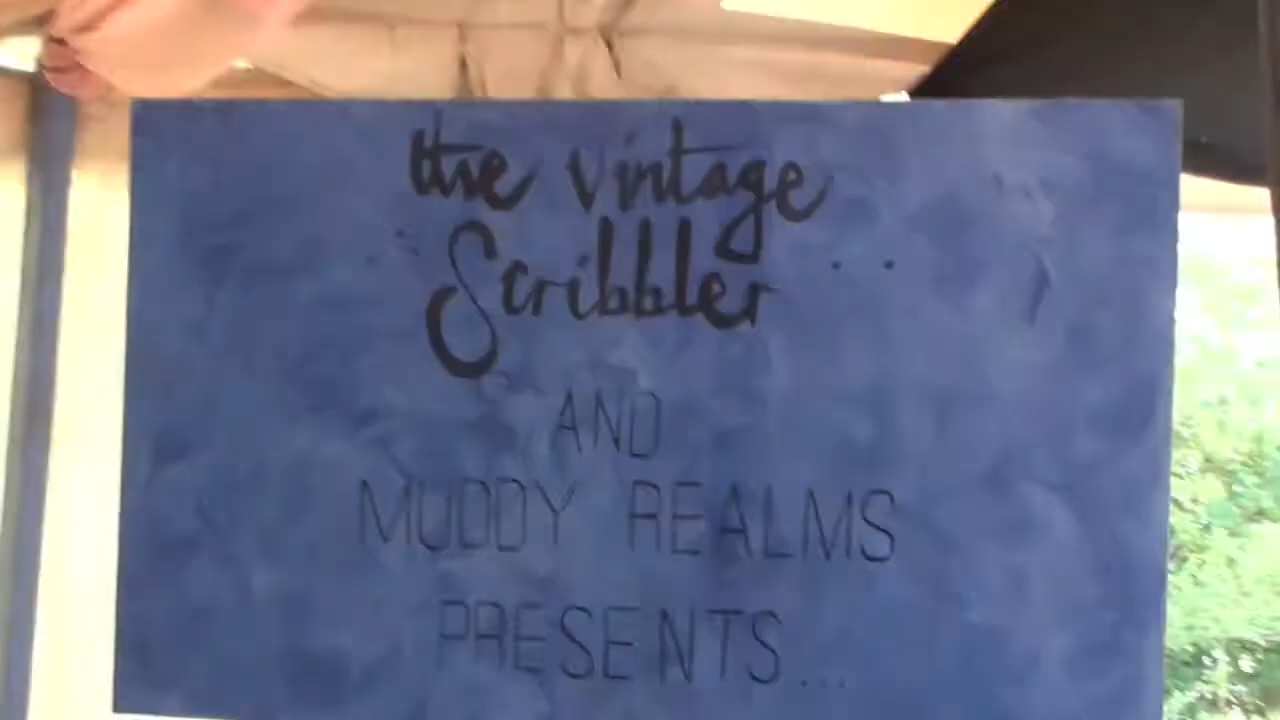 the vintage
Scribbler
AND
MUDDY REALMS
PRESENTS...